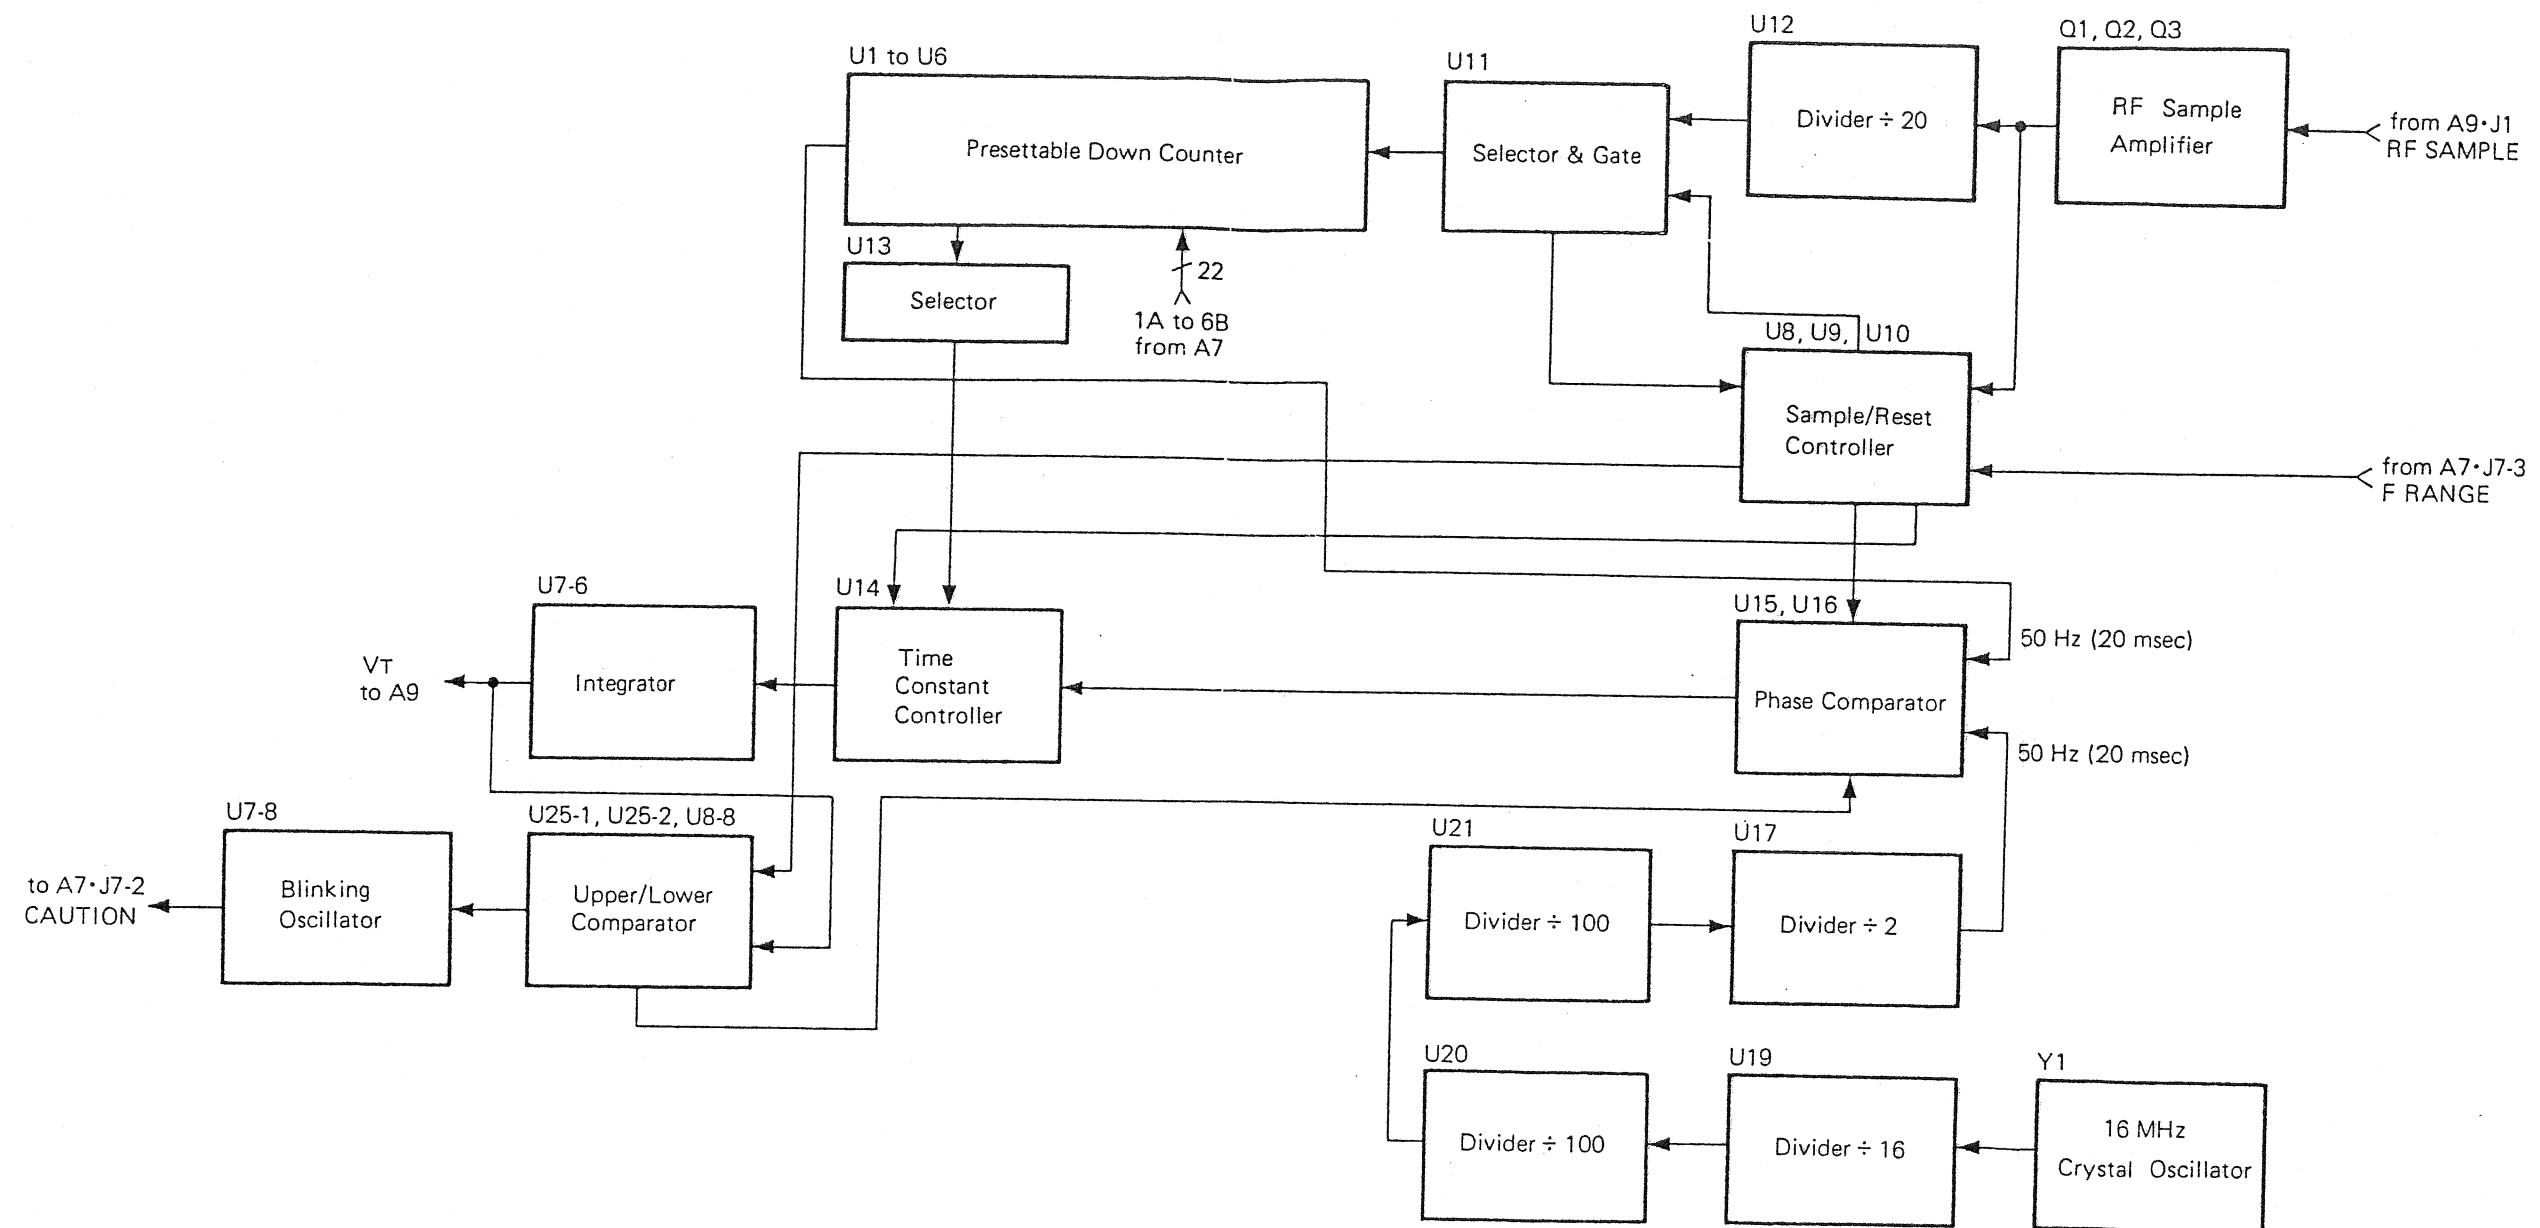 U1 to U6
Presettable Down Counter
U11
Selector & Gate
U12
Divider ÷ 20
Q1, Q2, Q3
RF Sample
Amplifier
from A9·J1
RF SAMPLE
U13
Selector
22
1A to 6B
from A7
U8, U9, U10
Sample/Reset
Controller
from A7·J7-3
F RANGE
U7-6
Integrator
VT
to A9
U14
Time
Constant
Controller
U15, U16
Phase Comparator
50 Hz (20 msec)
50 Hz (20 msec)
U7-8
Blinking
Oscillator
to A7·J7-2
CAUTION
U25-1, U25-2, U8-8
Upper/Lower
Comparator
U21
Divider ÷ 100
U17
Divider ÷ 2
U20
Divider ÷ 100
U19
Divider ÷ 16
Y1
16 MHz
Crystal Oscillator